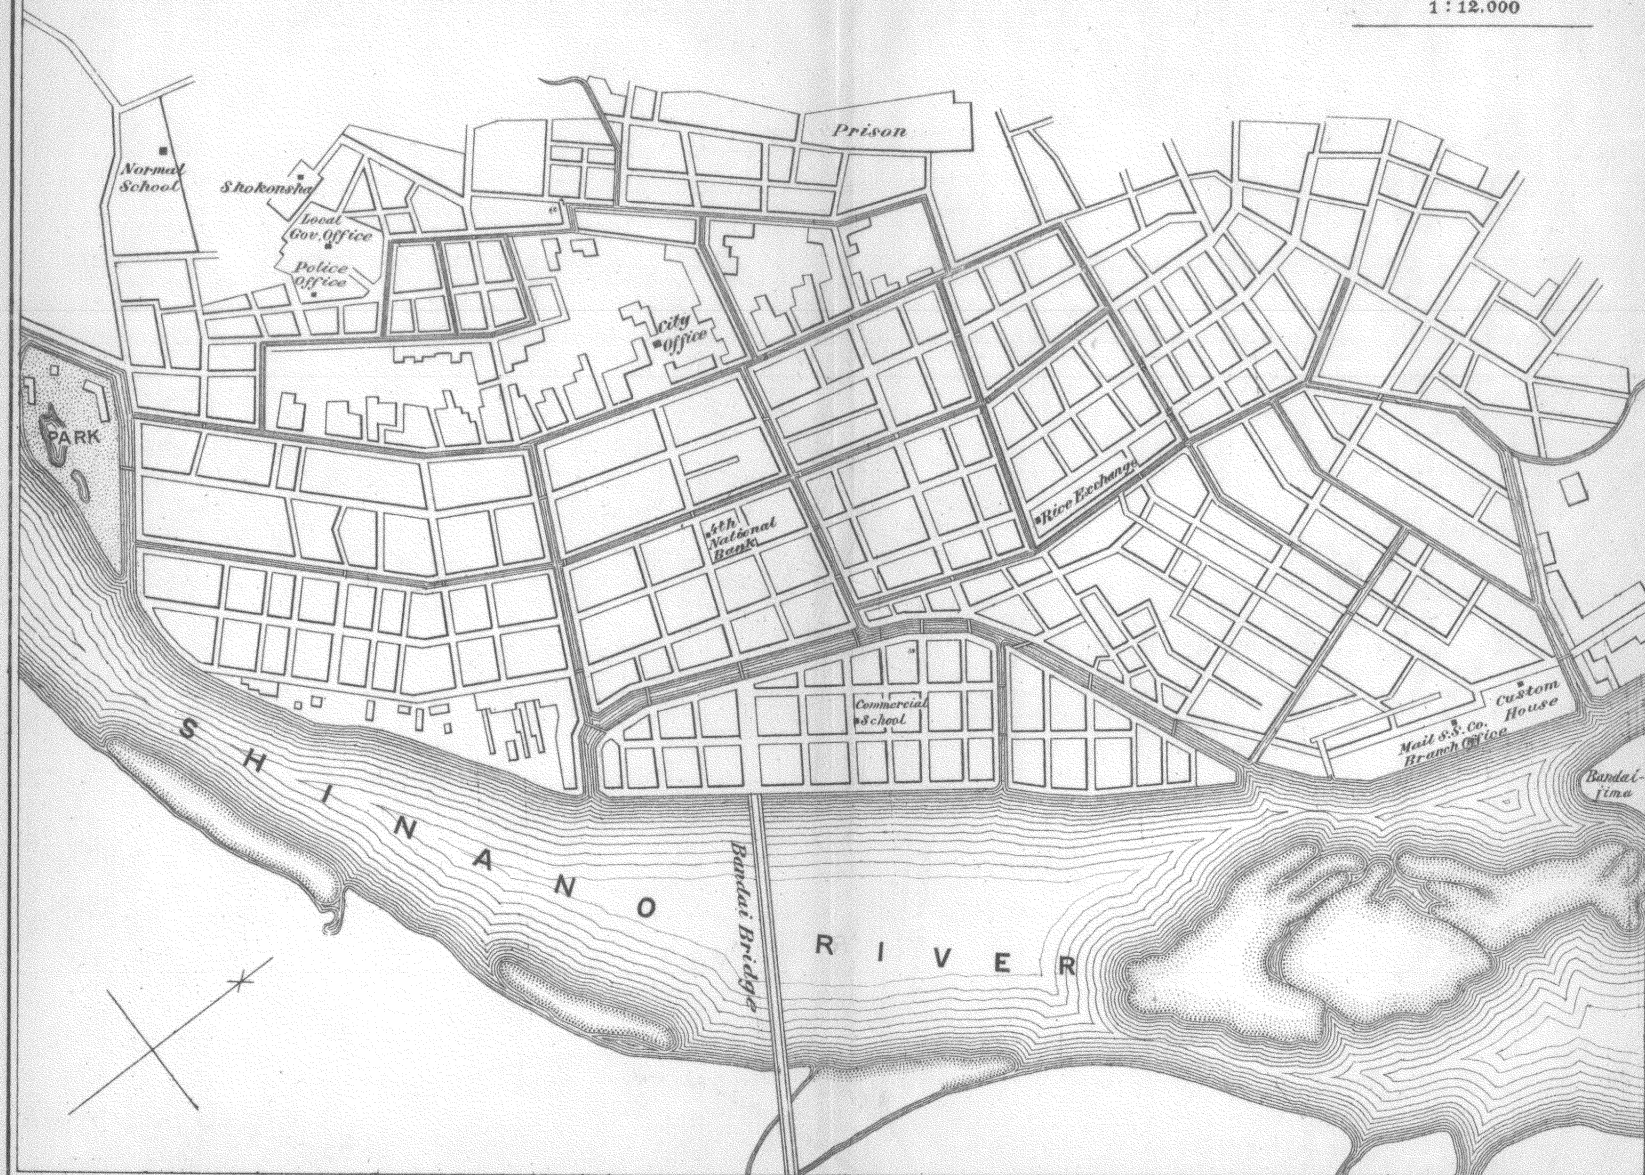 1 : 12.000
Prison
Normal
School
Shokonsha
Local
Gov. Office
Police
Office
City
Office
PARK
Rice Exchange
4th
National
Bank
Commercial
School
Custom
House
Mail S.S. Co.
Branch Office
Bandai-
jima
SHINANO
RIVER
Bandai Bridge